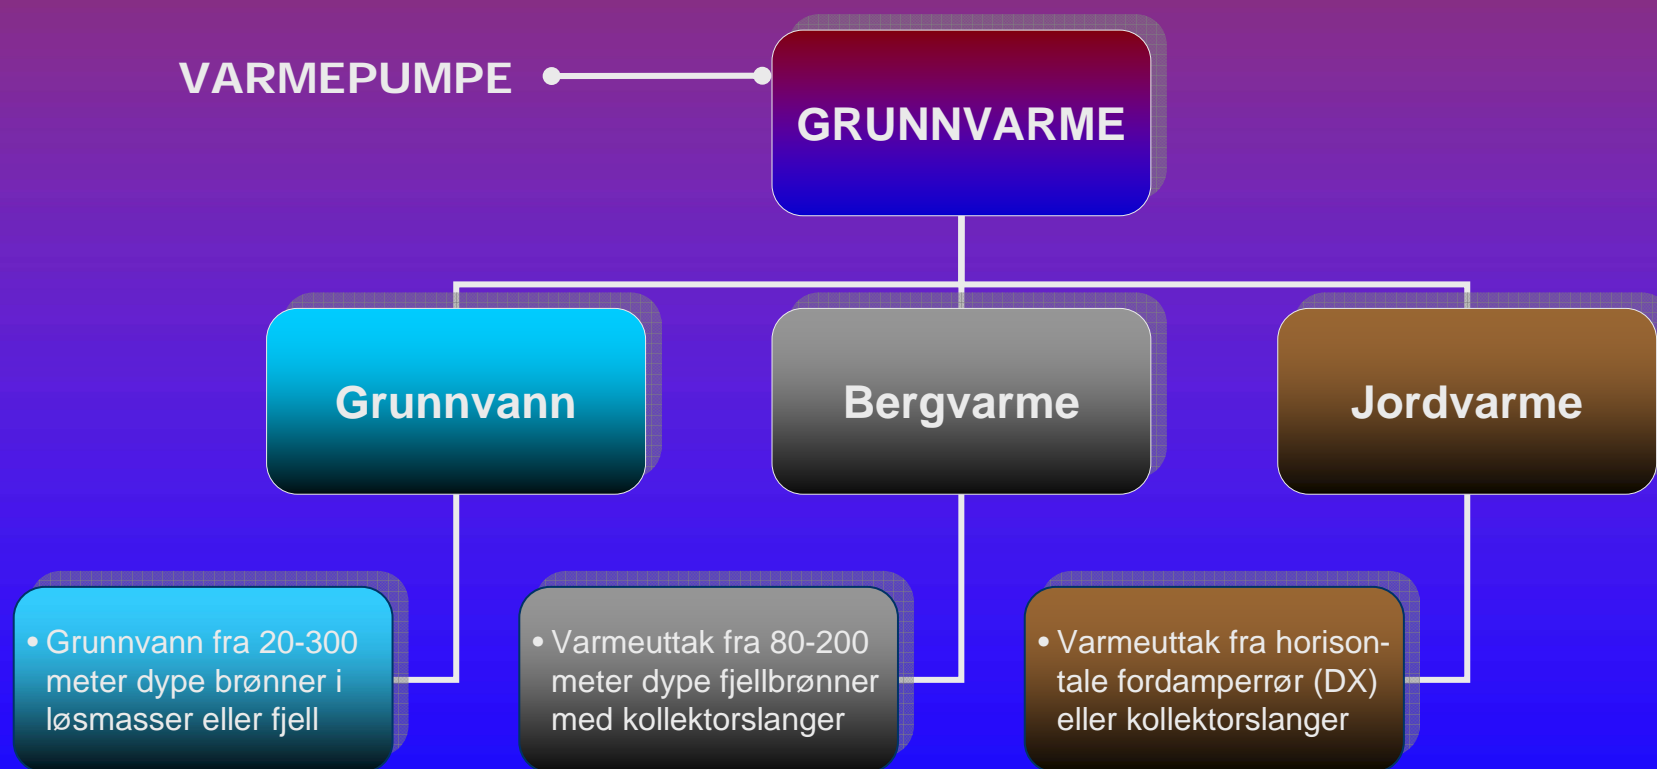 VARMEPUMPE
GRUNNVARME
Grunnvann
Bergvarme
Jordvarme
• Grunnvann fra 20-300
meter dype brønner i
løsmasser eller fjell
• Varmeuttak fra 80-200
meter dype fjellbrønner
med kollektorslanger
• Varmeuttak fra horison-
tale fordamperrør (DX)
eller kollektorslanger